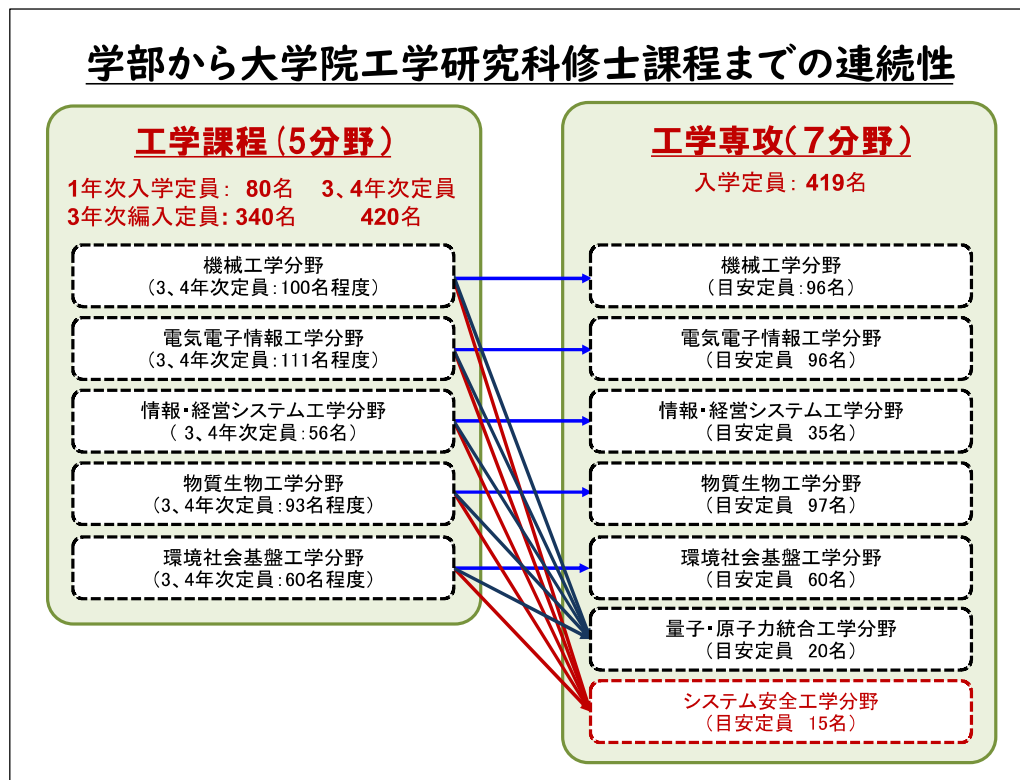 学部から大学院工学研究科修士課程までの連続性
工学課程(5分野)
1年次入学定員: 80名 3、4年次定員
3年次編入定員: 340名 420名
機械工学分野
(3、4年次定員:100名程度)
電気電子情報工学分野
(3、4年次定員:111名程度)
情報・経営システム工学分野
( 3、4年次定員:56名)
物質生物工学分野
(3、4年次定員:93名程度)
環境社会基盤工学分野
(3、4年次定員:60名程度)
工学専攻(7分野)
入学定員: 419名
機械工学分野
(目安定員:96名)
電気電子情報工学分野
(目安定員 96名)
情報・経営システム工学分野
(目安定員 35名)
物質生物工学分野
(目安定員 97名)
環境社会基盤工学分野
(目安定員 60名)
量子・原子力統合工学分野
(目安定員 20名)
システム安全工学分野
(目安定員 15名)